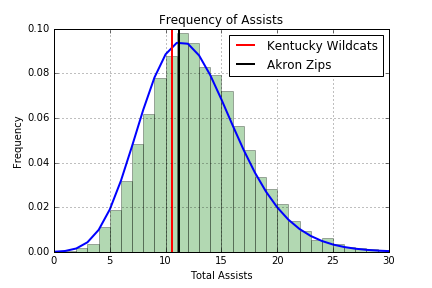 Frequency of Assists
Kentucky Wildcats
Akron Zips
0.10
0.08
0.06
0.04
0.02
0.00
Frequency
0 5 10 15 20 25 30
Total Assists